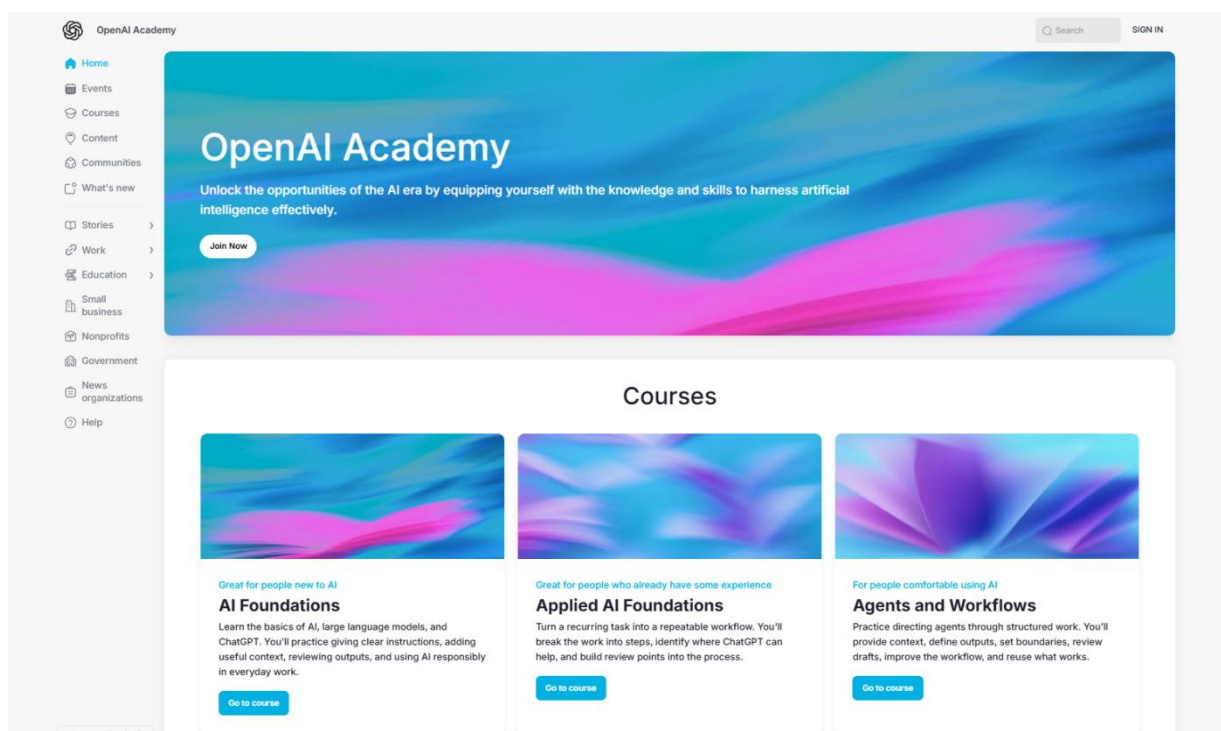 OpenAI Academy
Search
SIGN IN
Home
Events
Courses
Content
Communities
What's new
Stories
Work
Education
Small
business
Nonprofits
Government
News
organizations
Help
OpenAI Academy
Unlock the opportunities of the AI era by equipping yourself with the knowledge and skills to harness artificial
intelligence effectively.
Join Now
Courses
Great for people new to AI
AI Foundations
Learn the basics of AI, large language models, and
ChatGPT. You'll practice giving clear instructions, adding
useful context, reviewing outputs, and using AI responsibly
in everyday work.
Go to course
Great for people who already have some experience
Applied AI Foundations
Turn a recurring task into a repeatable workflow. You'll
break the work into steps, identify where ChatGPT can
help, and build review points into the process.
Go to course
For people comfortable using AI
Agents and Workflows
Practice directing agents through structured work. You'll
provide context, define outputs, set boundaries, review
drafts, improve the workflow, and reuse what works.
Go to course